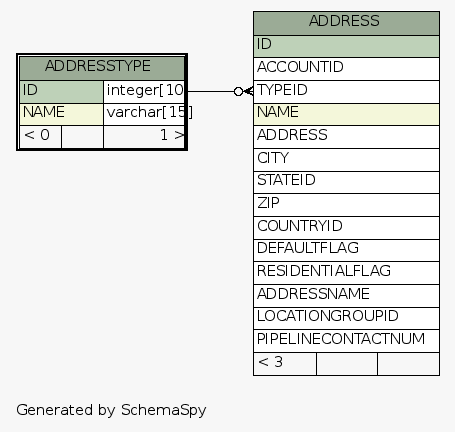 ADDRESSTYPE
ID integer[10
NAME varchar[15]
< 0 1 >
ADDRESS
ID
ACCOUNTID
TYPEID
NAME
ADDRESS
CITY
STATEID
ZIP
COUNTRYID
DEFAULTFLAG
RESIDENTIALFLAG
ADDRESSNAME
LOCATIONGROUPID
PIPELINECONTACTNUM
< 3
Generated by SchemaSpy